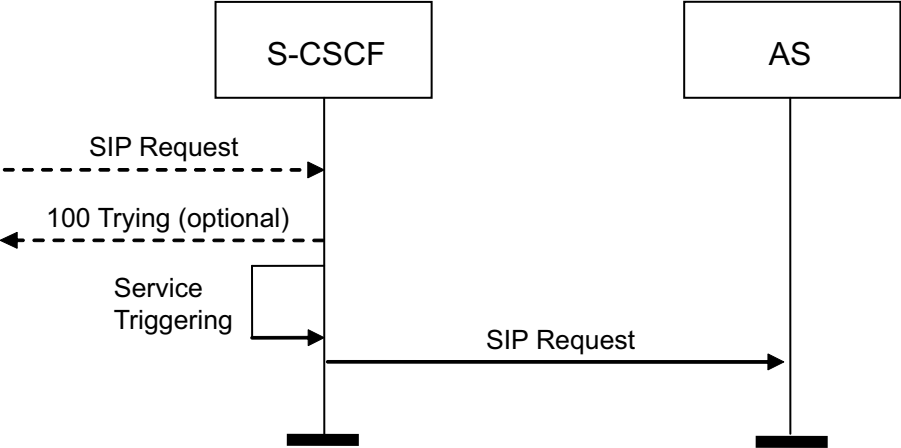 S-CSCF
AS
SIP Request
100 Trying (optional)
Service
Triggering
SIP Request